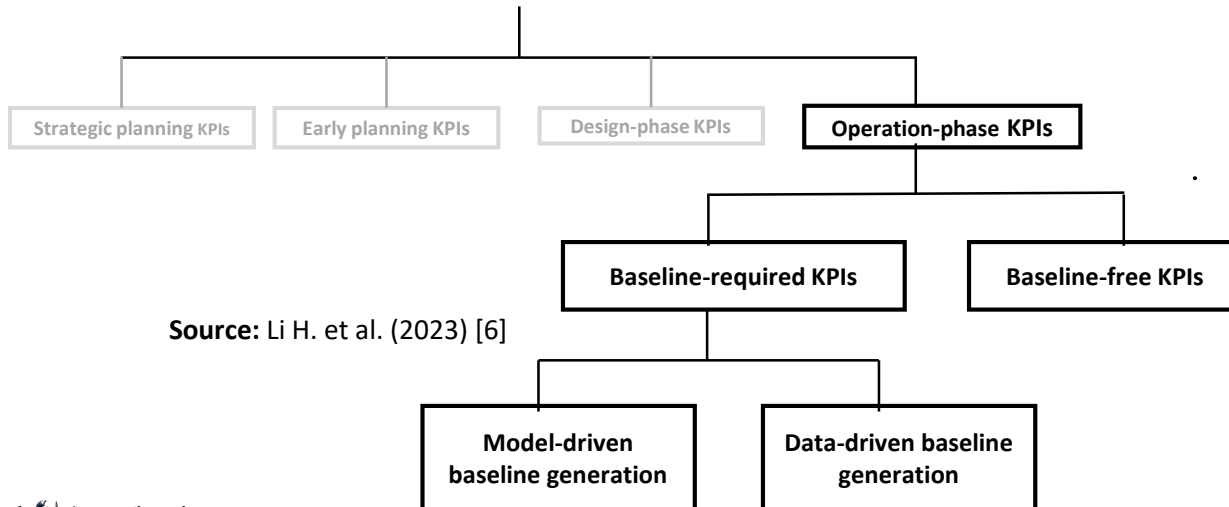 Strategic planning KPIs
Early planning KPIs
Design-phase KPIs
Operation-phase KPIs
Baseline-required KPIs
Baseline-free KPIs
Source: Li H. et al. (2023) [6]
Model-driven
baseline generation
Data-driven baseline
generation